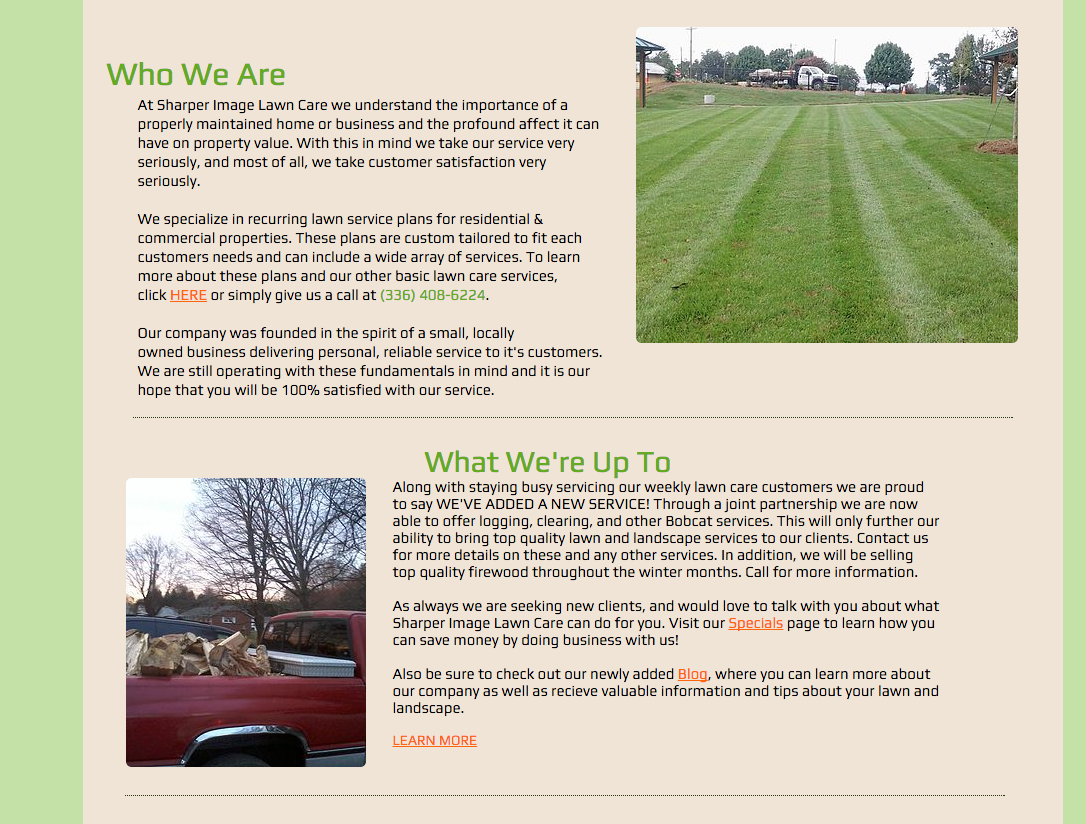 Who We Are
At Sharper Image Lawn Care we understand the importance of a
properly maintained home or business and the profound affect it can
have on property value. With this in mind we take our service very
seriously, and most of all, we take customer satisfaction very
seriously.
We specialize in recurring lawn service plans for residential &
commercial properties. These plans are custom tailored to fit each
customers needs and can include a wide array of services. To learn
more about these plans and our other basic lawn care services,
click HERE or simply give us a call at (336) 408-6224.
Our company was founded in the spirit of a small, locally
owned business delivering personal, reliable service to it's customers.
We are still operating with these fundamentals in mind and it is our
hope that you will be 100% satisfied with our service.
What We're Up To
Along with staying busy servicing our weekly lawn care customers we are proud
to say WE'VE ADDED A NEW SERVICE! Through a joint partnership we are now
able to offer logging, clearing, and other Bobcat services. This will only further our
ability to bring top quality lawn and landscape services to our clients. Contact us
for more details on these and any other services. In addition, we will be selling
top quality firewood throughout the winter months. Call for more information.
As always we are seeking new clients, and would love to talk with you about what
Sharper Image Lawn Care can do for you. Visit our Specials page to learn how you
can save money by doing business with us!
Also be sure to check out our newly added Blog, where you can learn more about
our company as well as recieve valuable information and tips about your lawn and
landscape.
LEARN MORE